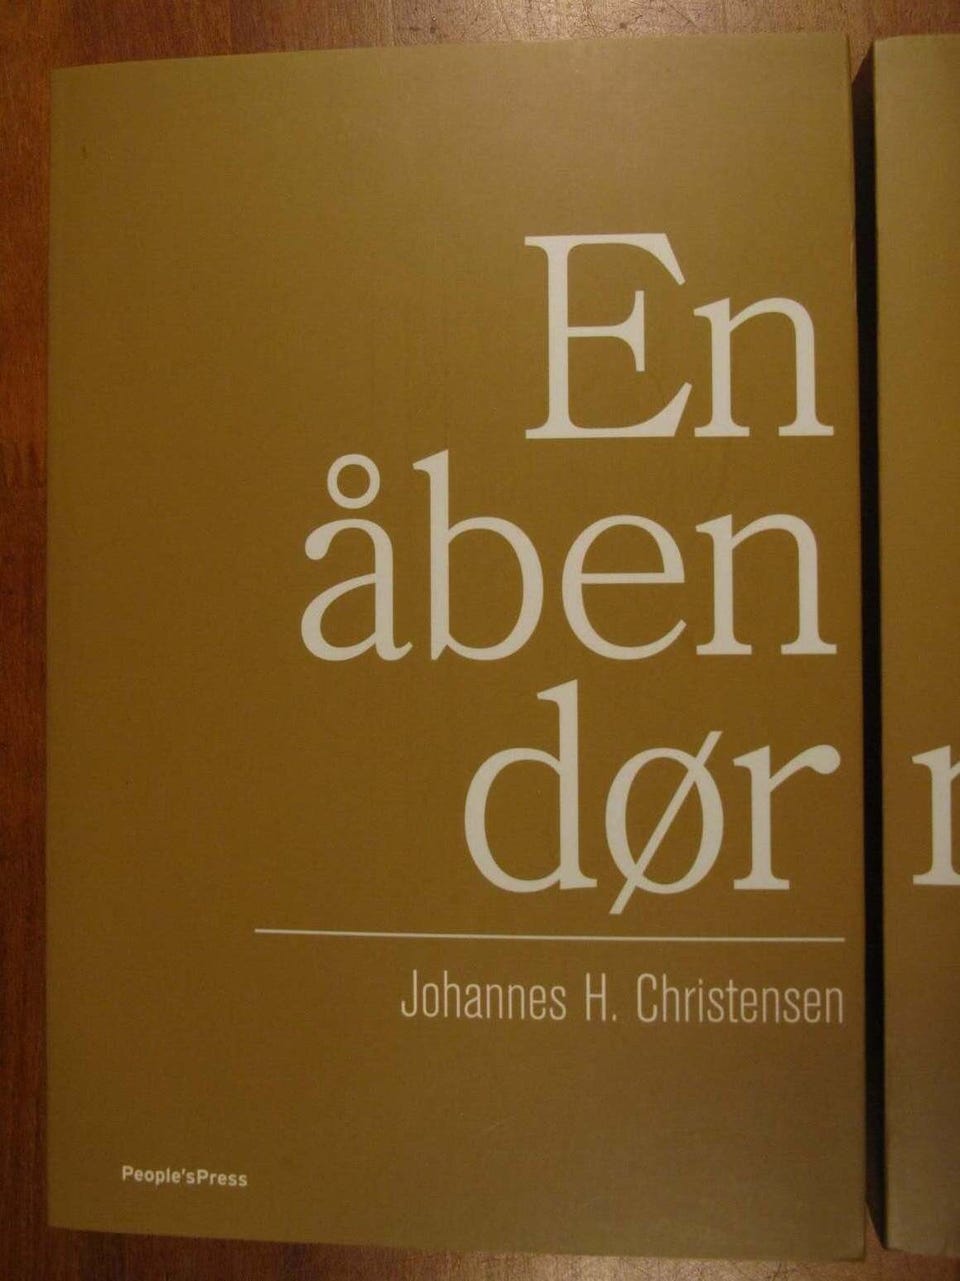 En
åben
dør
Johannes H. Christensen
People'sPress